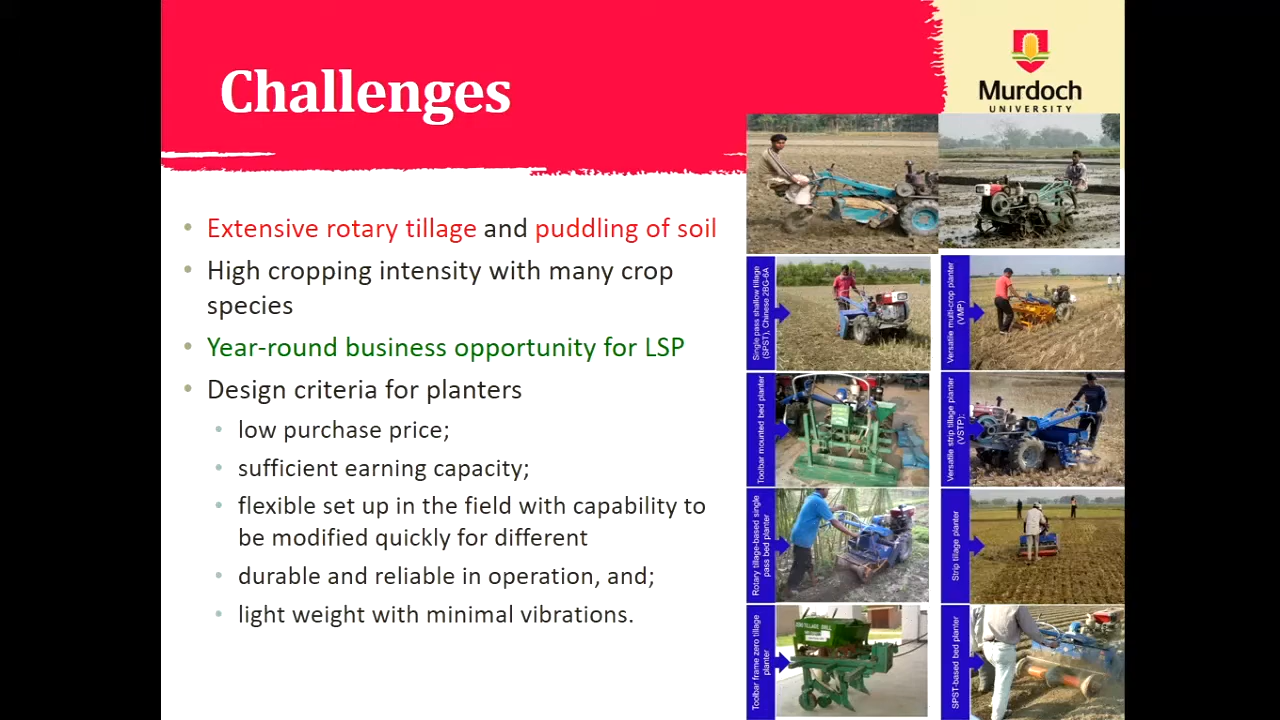 Challenges
Murdoch
UNIVERSITY
Extensive rotary tillage and puddling of soil
High cropping intensity with many crop
species
Year-round business opportunity for LSP
Design criteria for planters
low purchase price;
sufficient earning capacity;
flexible set up in the field with capability to
be modified quickly for different
durable and reliable in operation, and;
light weight with minimal vibrations.
Single pass shallow tillage
(SPST), Chinese 2BG-6A
Versatile multi-crop planter
(VMP)
Toolbar mounted bed planter
Versatile strip tillage planter
(VSTP);
Rotary tillage-based single
pass bed planter
Strip tillage planter
Toolbar frame zero tillage
planter
SPST-based bed planter